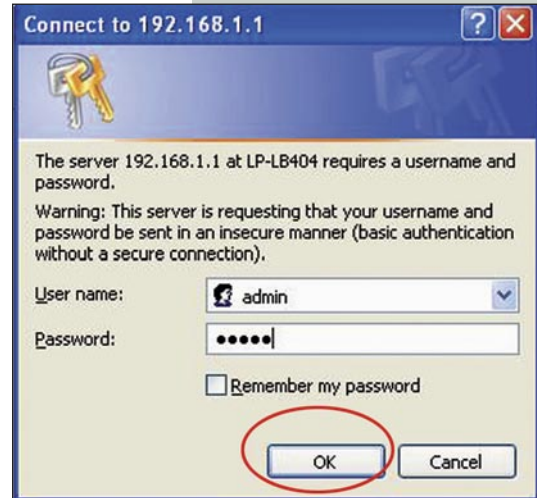 Connect to 192.168.1.1
The server 192.168.1.1 at LP-LB404 requires a username and
password.
Warning: This server is requesting that your username and
password be sent in an insecure manner (basic authentication
without a secure connection).
User name: admin
Password: •••••
Remember my password
OK Cancel